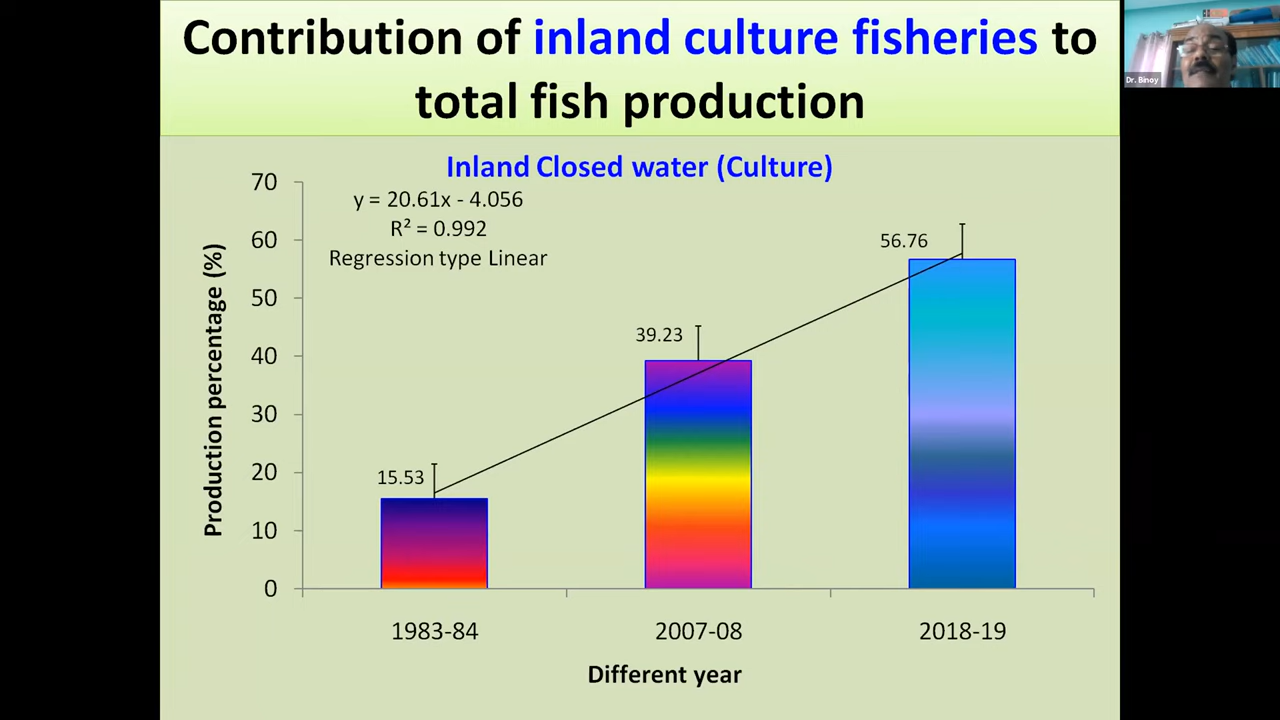 Contribution of inland culture fisheries to
total fish production
Dr. Binoy
Inland Closed water (Culture)
y = 20.61x - 4.056
R² = 0.992
Regression type Linear
Production percentage (%)
70
60
50
40
30
20
10
0
15.53
39.23
56.76
1983-84
2007-08
2018-19
Different year